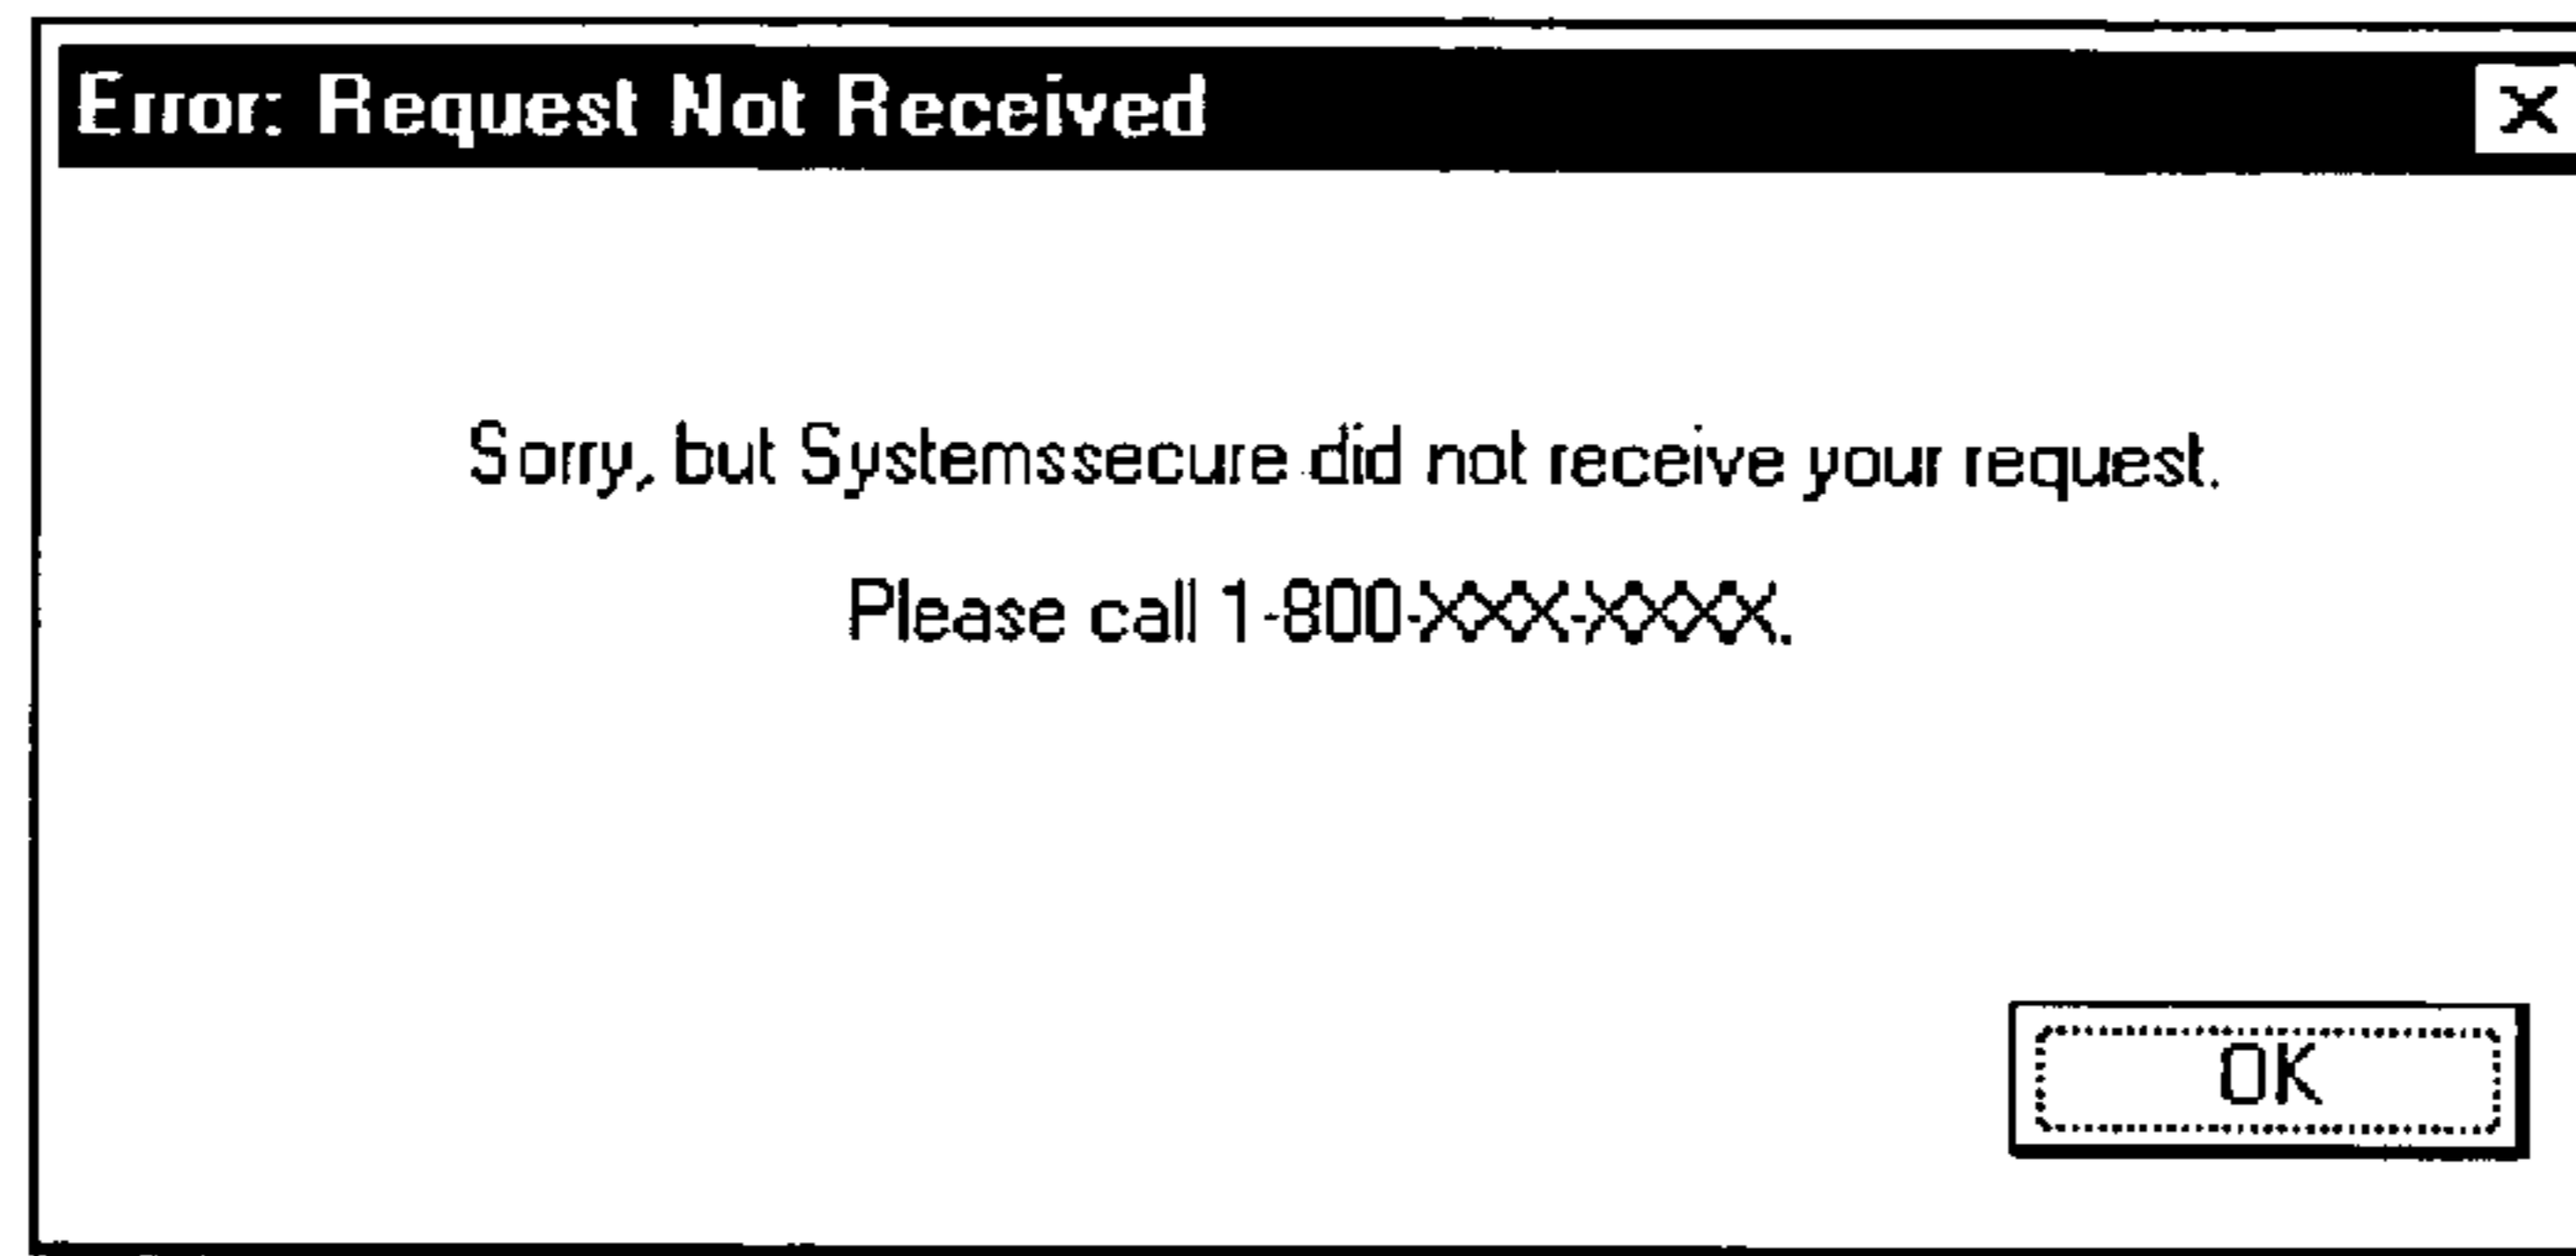 Error: Request Not Received X
Sorry, but Systemssecure did not receive your request.
Please call 1-800-XXX-XXXX.
OK